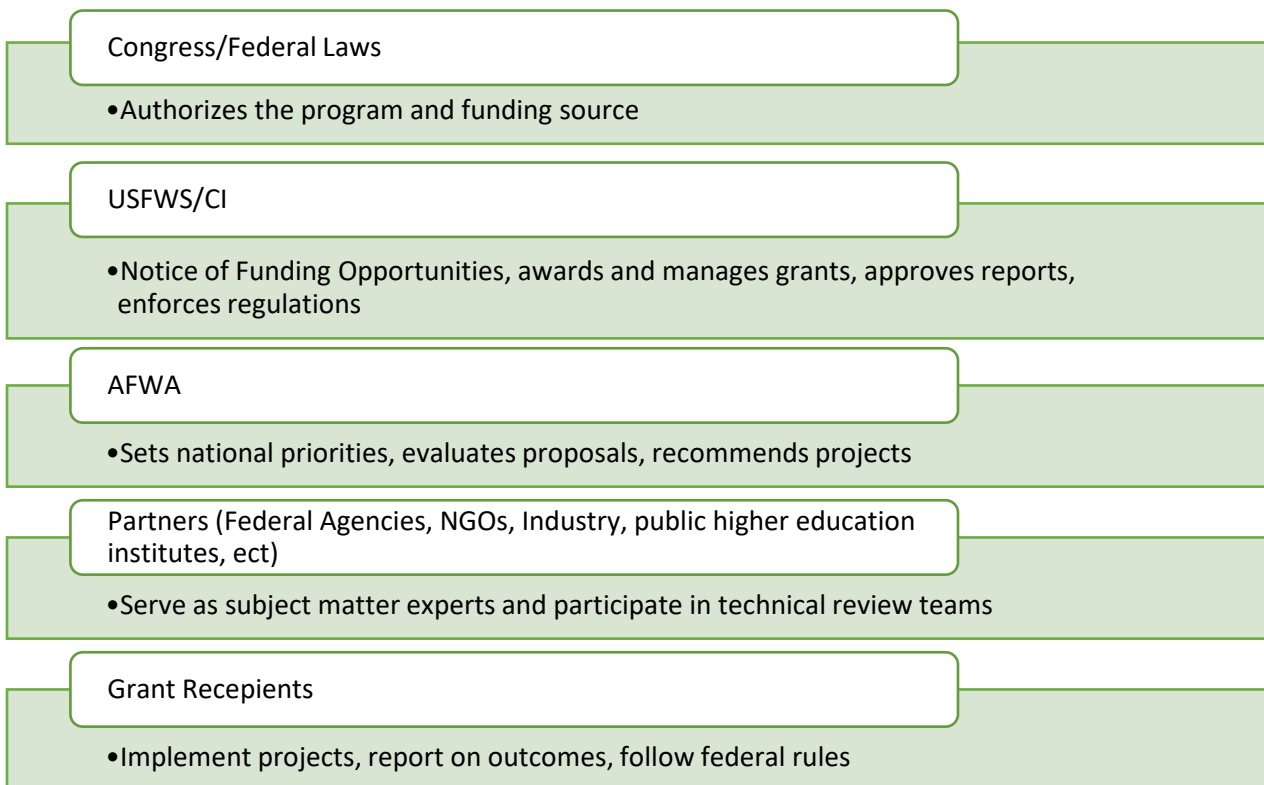 Congress/Federal Laws
•Authorizes the program and funding source
USFWS/CI
•Notice of Funding Opportunities, awards and manages grants, approves reports,
enforces regulations
AFWA
•Sets national priorities, evaluates proposals, recommends projects
Partners (Federal Agencies, NGOs, Industry, public higher education
institutes, ect)
•Serve as subject matter experts and participate in technical review teams
Grant Recepients
•Implement projects, report on outcomes, follow federal rules